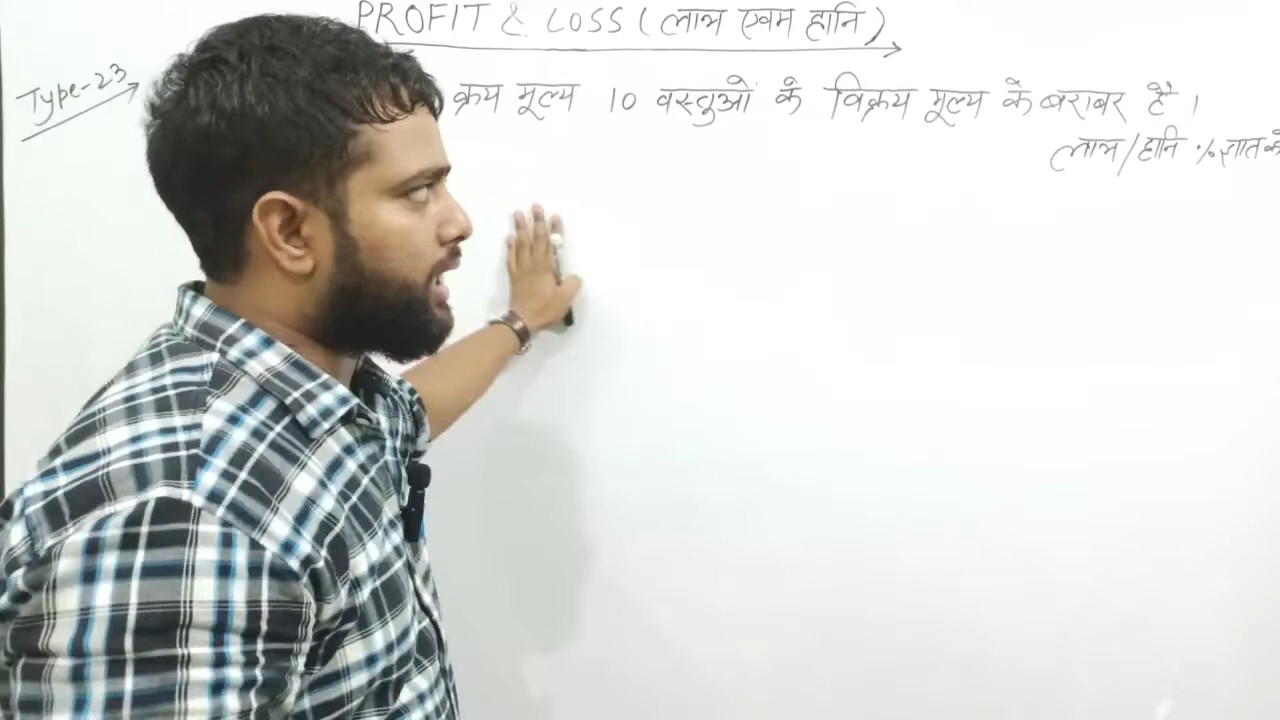 PROFIT & LOSS (लाभ एवम हानि)
Type-23
क्रय मूल्य 10 वस्तुओं के विक्रय मूल्य के बराबर है।
लाभ/हानि % ज्ञात